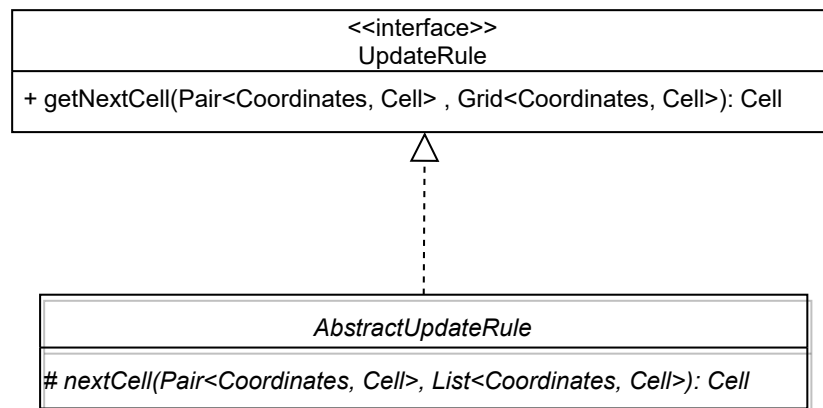 <<interface>>
UpdateRule
+ getNextCell(Pair<Coordinates, Cell> , Grid<Coordinates, Cell>): Cell
AbstractUpdateRule
# nextCell(Pair<Coordinates, Cell>, List<Coordinates, Cell>): Cell